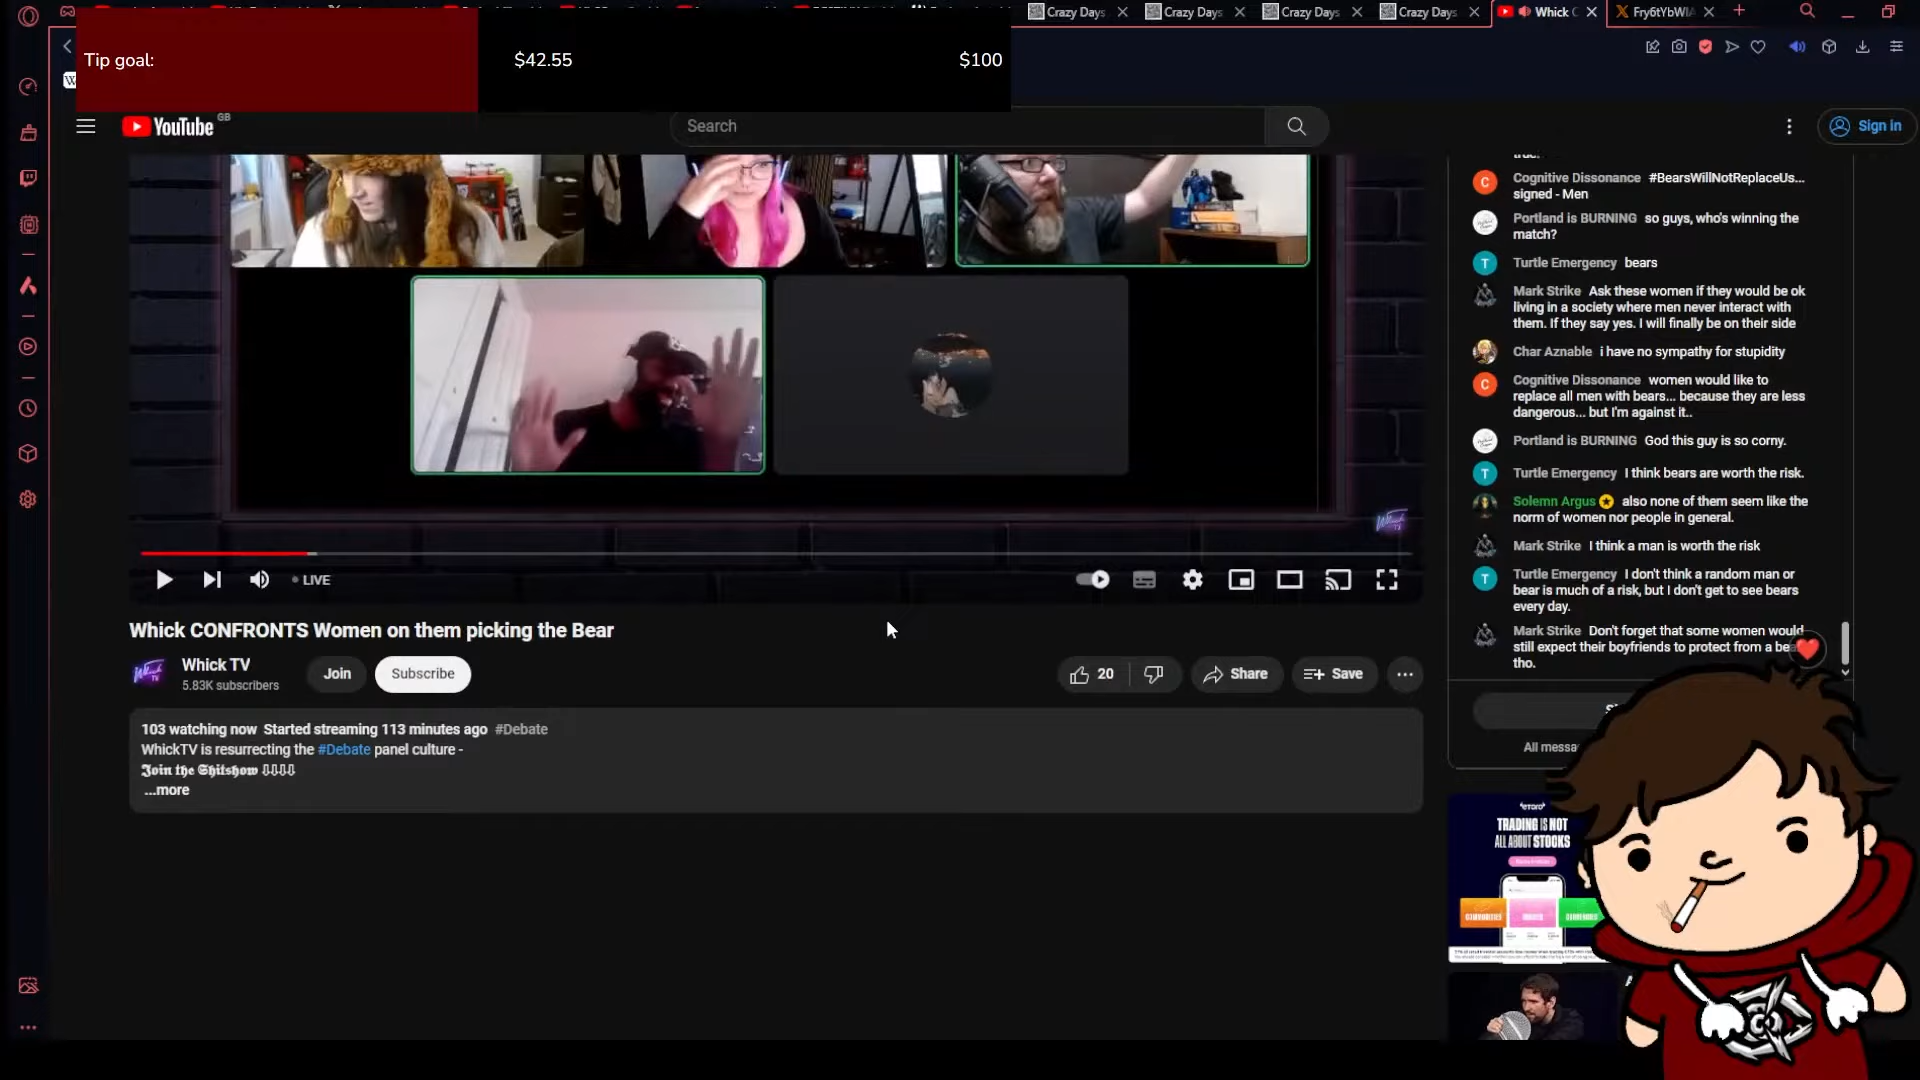 Crazy Days
Crazy Days
Crazy Days
Crazy Days
Whick C
Fry6tYbWIA
Tip goal:
$42.55
$100
YouTube GB
Search
Sign in
Cognitive Dissonance #BearsWillNotReplaceUs...
signed - Men
Portland is BURNING so guys, who's winning the
match?
Turtle Emergency bears
Mark Strike Ask these women if they would be ok
living in a society where men never interact with
them. If they say yes. I will finally be on their side
Char Aznable i have no sympathy for stupidity
Cognitive Dissonance women would like to
replace all men with bears... because they are less
dangerous... but I'm against it..
Portland is BURNING God this guy is so corny.
Turtle Emergency I think bears are worth the risk.
Solemn Argus also none of them seem like the
norm of women nor people in general.
Mark Strike I think a man is worth the risk
Turtle Emergency I don't think a random man or
bear is much of a risk, but I don't get to see bears
every day.
Mark Strike Don't forget that some women would
still expect their boyfriends to protect from a bea
tho.
All messa
LIVE
Whick CONFRONTS Women on them picking the Bear
Whick TV
5.83K subscribers
Join
Subscribe
20
Share
Save
103 watching now Started streaming 113 minutes ago #Debate
WhickTV is resurrecting the #Debate panel culture -
𝕵𝖔𝖎𝖓 𝖙𝖍𝖊 𝕾𝖍𝖎𝖙𝖘𝖍𝖔𝖜 ⇩⇩⇩⇩
...more
eToro
TRADING IS NOT
ALL ABOUT STOCKS